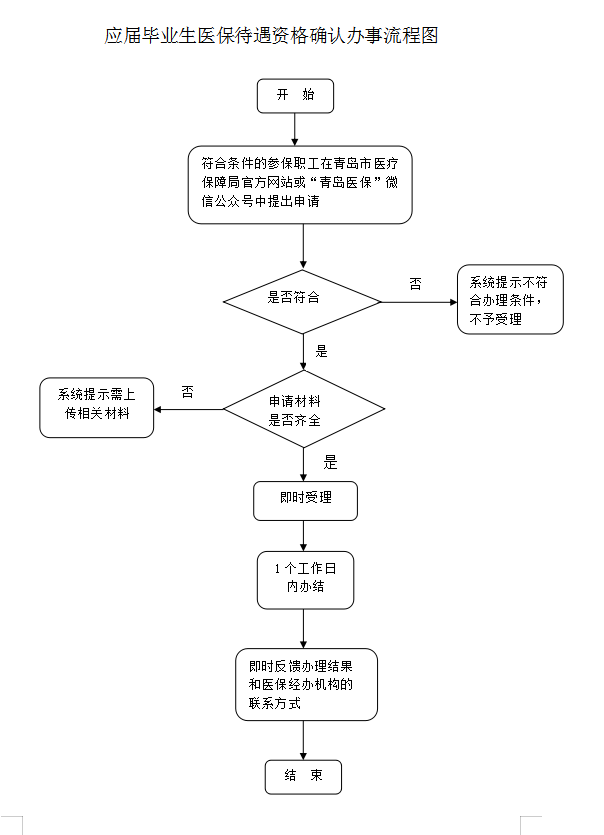 应届毕业生医保待遇资格确认办事流程图
开 始
符合条件的参保职工在青岛市医疗
保障局官方网站或“青岛医保”微
信公众号中提出申请
是否符合
否
系统提示不符
合办理条件，
不予受理
是
申请材料
是否齐全
否
系统提示需上
传相关材料
是
即时受理
1 个工作日
内办结
即时反馈办理结果
和医保经办机构的
联系方式
结 束